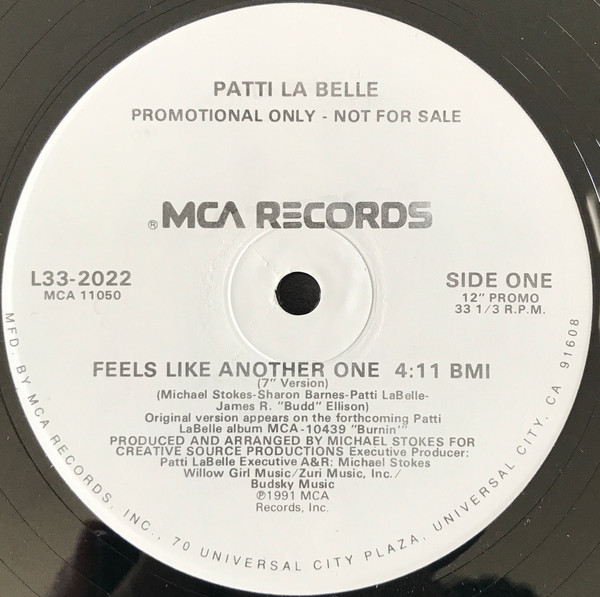 PATTI LA BELLE
PROMOTIONAL ONLY - NOT FOR SALE
® MCA RECORDS
L33-2022
MCA 11050
SIDE ONE
12" PROMO
33 1/3 R.P.M.
FEELS LIKE ANOTHER ONE 4:11 BMI
(7" Version)
(Michael Stokes-Sharon Barnes-Patti LaBelle-
James R. "Budd" Ellison)
Original version appears on the forthcoming Patti
LaBelle album MCA-10439 "Burnin'"
PRODUCED AND ARRANGED BY MICHAEL STOKES FOR
CREATIVE SOURCE PRODUCTIONS Executive Producer:
Patti LaBelle Executive A&R: Michael Stokes
Willow Girl Music/Zuri Music, Inc./
Budsky Music
℗1991 MCA
Records, Inc.
MFD. BY MCA RECORDS, INC., 70 UNIVERSAL CITY PLAZA, UNIVERSAL CITY, CA 91608